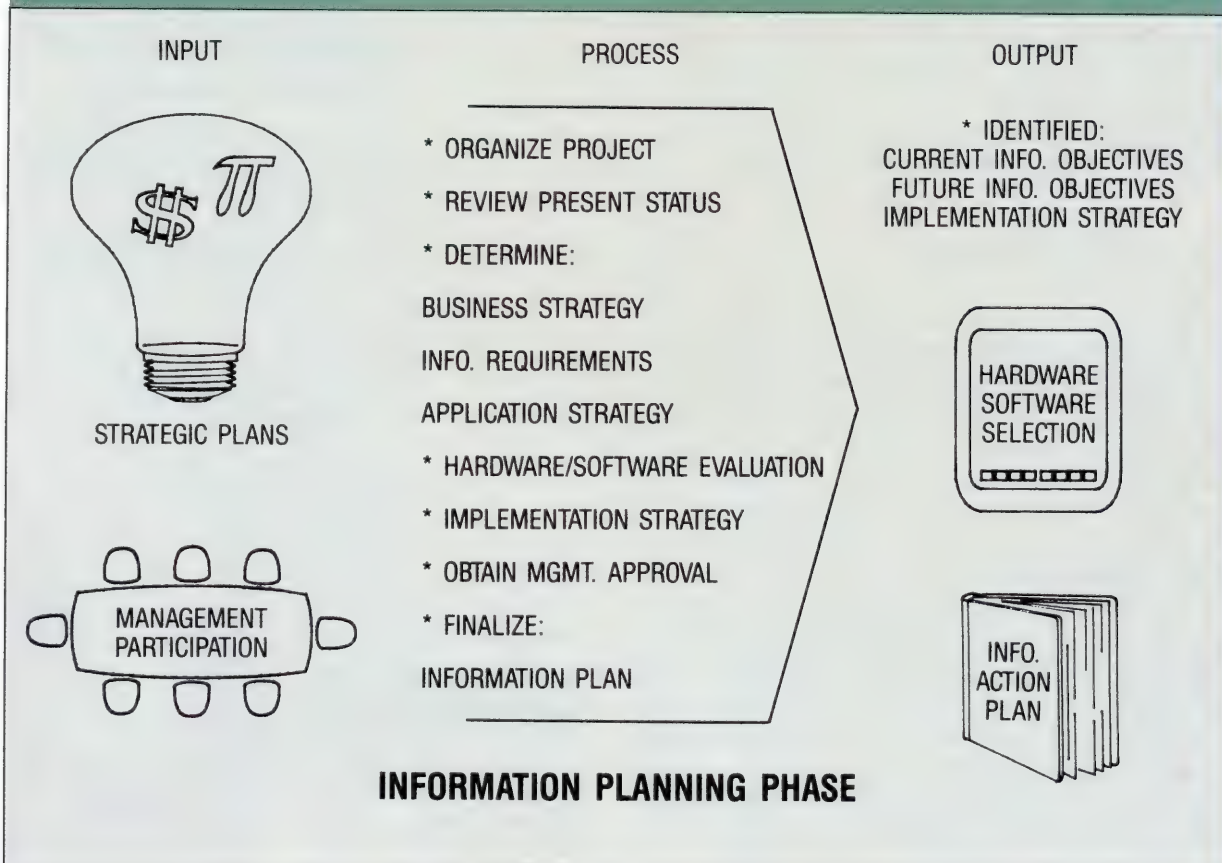 INPUT
PROCESS
OUTPUT
$ π
STRATEGIC PLANS
MANAGEMENT
PARTICIPATION
* ORGANIZE PROJECT
* REVIEW PRESENT STATUS
* DETERMINE:
BUSINESS STRATEGY
INFO. REQUIREMENTS
APPLICATION STRATEGY
* HARDWARE/SOFTWARE EVALUATION
* IMPLEMENTATION STRATEGY
* OBTAIN MGMT. APPROVAL
* FINALIZE:
INFORMATION PLAN
* IDENTIFIED:
CURRENT INFO. OBJECTIVES
FUTURE INFO. OBJECTIVES
IMPLEMENTATION STRATEGY
HARDWARE
SOFTWARE
SELECTION
INFO.
ACTION
PLAN
INFORMATION PLANNING PHASE